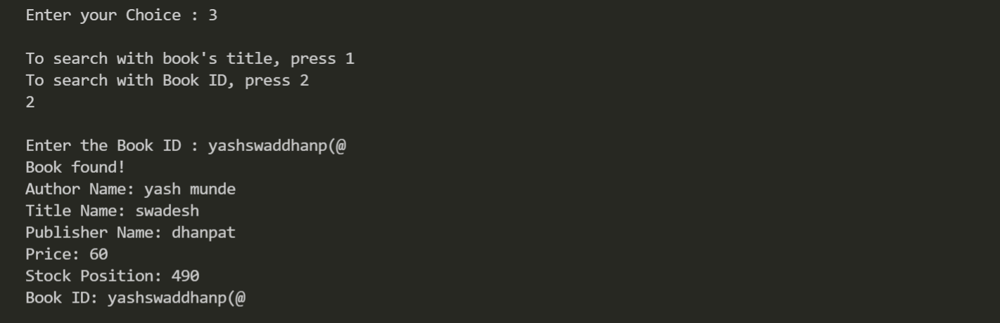 Enter your Choice : 3
To search with book's title, press 1
To search with Book ID, press 2
2
Enter the Book ID : yashswaddhanp(@
Book found!
Author Name: yash munde
Title Name: swadesh
Publisher Name: dhanpat
Price: 60
Stock Position: 490
Book ID: yashswaddhanp(@